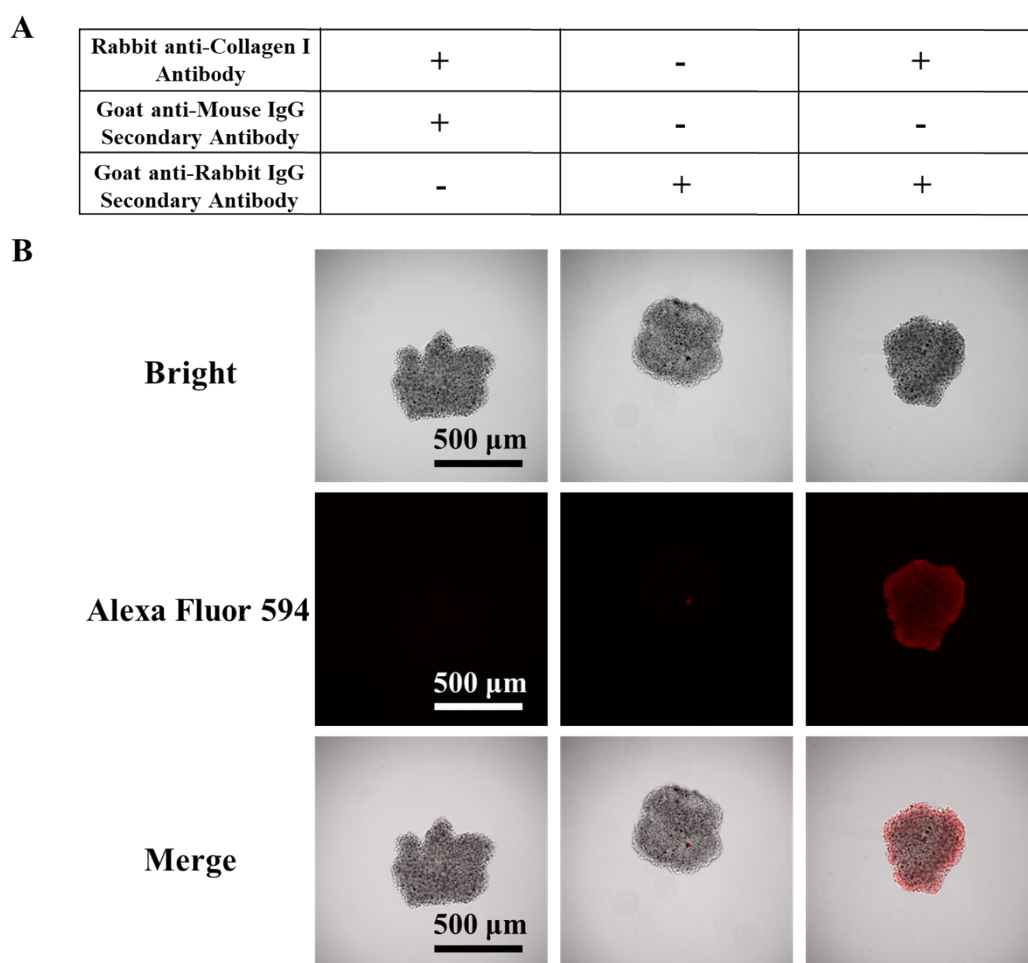 A
Rabbit anti-Collagen I
Antibody
+ - +
Goat anti-Mouse IgG
Secondary Antibody
+ - -
Goat anti-Rabbit IgG
Secondary Antibody
- + +
B
Bright
500 μm
Alexa Fluor 594
500 μm
Merge
500 μm